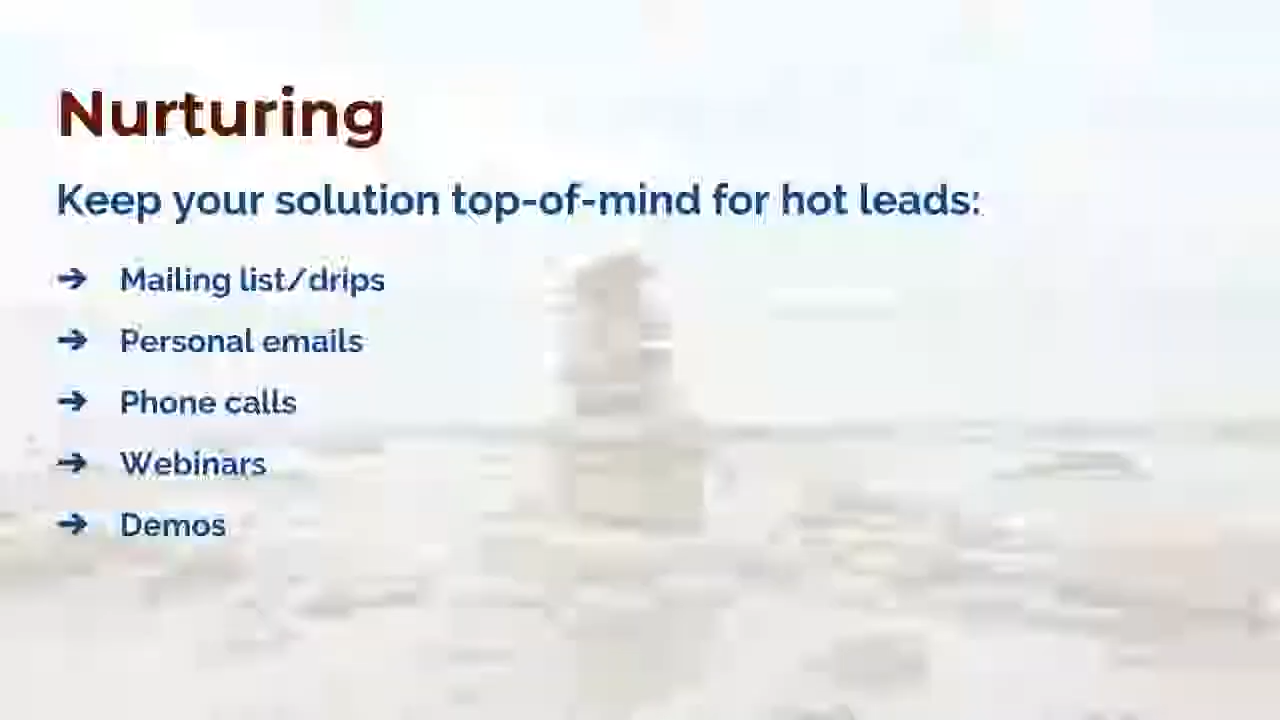 Nurturing
Keep your solution top-of-mind for hot leads:
➔ Mailing list/drips
➔ Personal emails
➔ Phone calls
➔ Webinars
➔ Demos